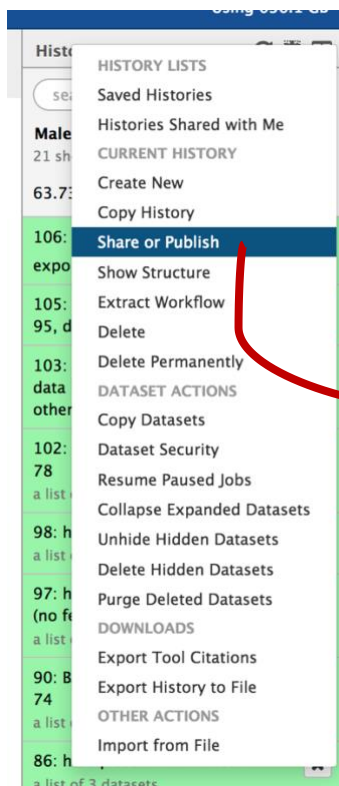 HISTORY LISTS
Saved Histories
Histories Shared with Me
CURRENT HISTORY
Create New
Copy History
Share or Publish
Show Structure
Extract Workflow
Delete
Delete Permanently
DATASET ACTIONS
Copy Datasets
Dataset Security
Resume Paused Jobs
Collapse Expanded Datasets
Unhide Hidden Datasets
Delete Hidden Datasets
Purge Deleted Datasets
DOWNLOADS
Export Tool Citations
Export History to File
OTHER ACTIONS
Import from File
Male
21 sh
63.73
106:
expo
105:
95, d
103:
data
other
102:
78
a list
98: h
a list
97: h
(no fe
a list
90: B
74
a list
86: h
a list of 3 datasets